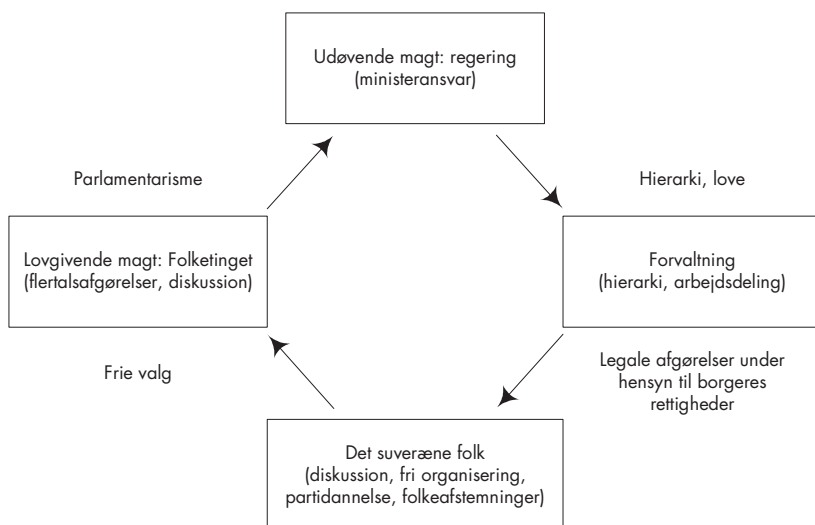 Udøvende magt: regering
(ministeransvar)
Parlamentarisme
Hierarki, love
Lovgivende magt: Folketinget
(flertalsafgørelser, diskussion)
Forvaltning
(hierarki, arbejdsdeling)
Frie valg
Legale afgørelser under
hensyn til borgeres
rettigheder
Det suveræne folk
(diskussion, fri organisering,
partidannelse, folkeafstemninger)